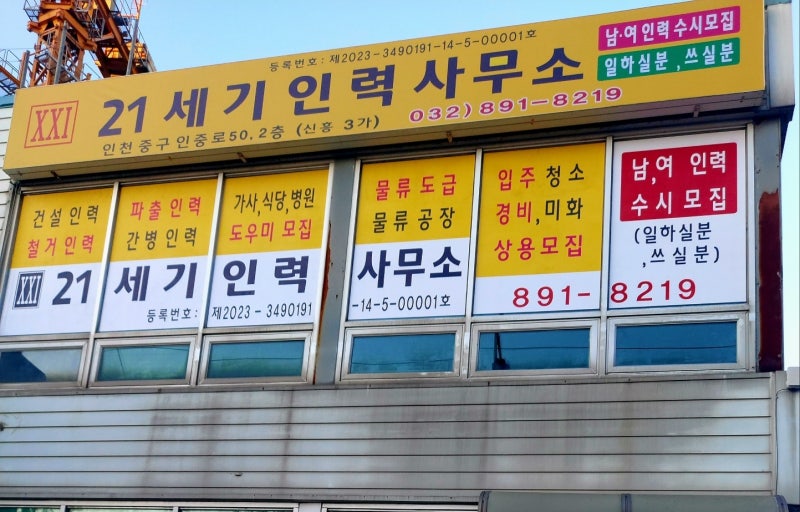 등록번호 : 제2023-3490191-14-5-00001호
XXI 21세기인력사무소
남·여 인력 수시모집
일하실분 , 쓰실분
인천 중구 인중로50, 2층 (신흥 3가)
032) 891-8219
건설 인력
철거 인력
파출 인력
간병 인력
가사,식당,병원
도우미 모집
물류 도급
물류 공장
입주 청소
경비, 미화
상용모집
남,여 인력
수시 모집
(일하실분
,쓰실분)
XXI 21 세기 인력 사무소
등록번호 : 제2023 - 3490191 -14-5-00001호
891-8219